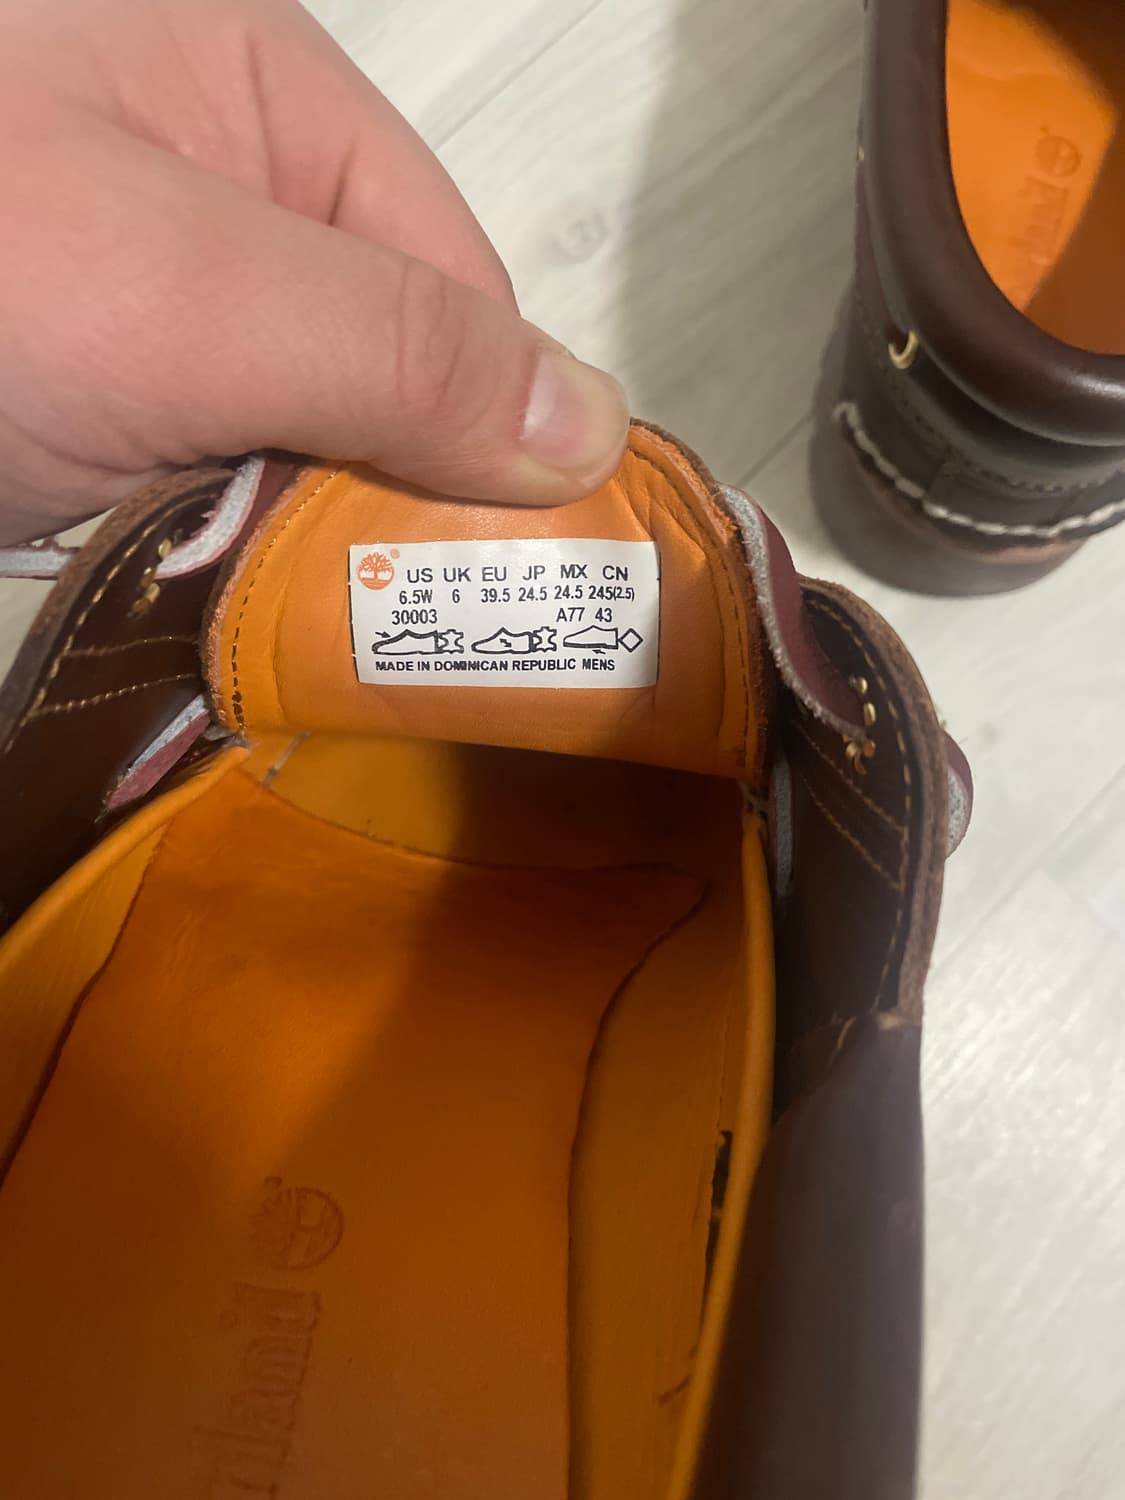 ®
US UK EU JP MX CN
6.5W 6 39.5 24.5 24.5 245(2.5)
30003 A77 43
MADE IN DOMINICAN REPUBLIC MENS